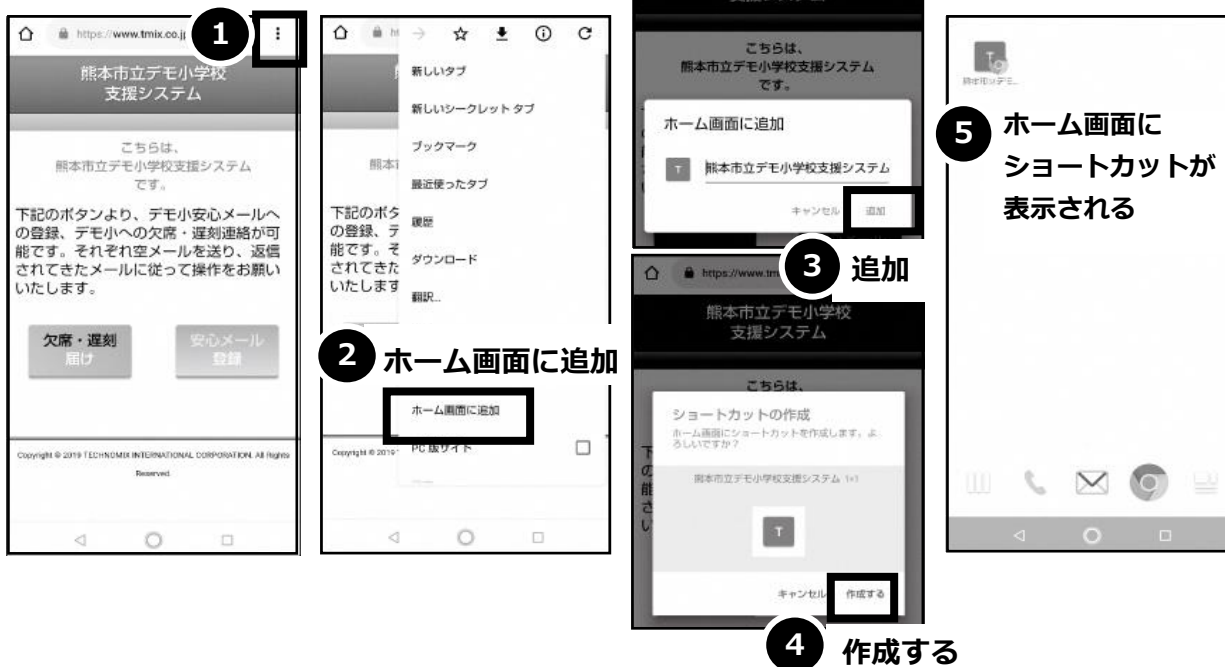 1
https://www.tmix.co.j
熊本市立デモ小学校
支援システム
こちらは、
熊本市立デモ小学校支援システム
です。
下記のボタンより、デモ小安心メールへ
の登録、デモ小への欠席・遅刻連絡が可
能です。それぞれ空メールを送り、返信
されてきたメールに従って操作をお願い
いたします。
欠席・遅刻
届け
安心メール
登録
Copyright © 2019 TECHNOMIX INTERNATIONAL CORPORATION. All Rights
Reserved.
新しいタブ
新しいシークレット タブ
ブックマーク
最近使ったタブ
履歴
ダウンロード
翻訳...
熊本
下記のボタ
の登録、デ
能です。そ
されてきた
いたします
2 ホーム画面に追加
ホーム画面に追加
PC 版サイト
Copyright © 2019
支援システム
こちらは、
熊本市立デモ小学校支援システム
です。
ホーム画面に追加
T 熊本市立デモ小学校支援システム
キャンセル 追加
3 追加
https://www.tm
熊本市立デモ小学校
支援システム
こちらは、
ショートカットの作成
ホーム画面にショートカットを作成します。よ
ろしいですか？
熊本市立デモ小学校支援システム 1×1
T
キャンセル 作成する
4 作成する
T
熊本市立デモ...
5 ホーム画面に
ショートカットが
表示される